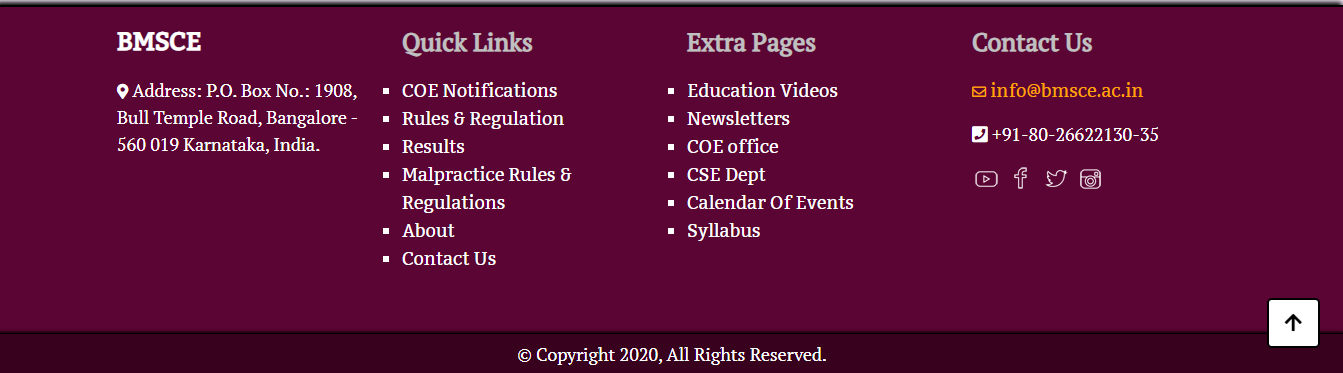 BMSCE
Address: P.O. Box No.: 1908,
Bull Temple Road, Bangalore -
560 019 Karnataka, India.
Quick Links
COE Notifications
Rules & Regulation
Results
Malpractice Rules &
Regulations
About
Contact Us
Extra Pages
Education Videos
Newsletters
COE office
CSE Dept
Calendar Of Events
Syllabus
Contact Us
info@bmsce.ac.in
+91-80-26622130-35
© Copyright 2020, All Rights Reserved.